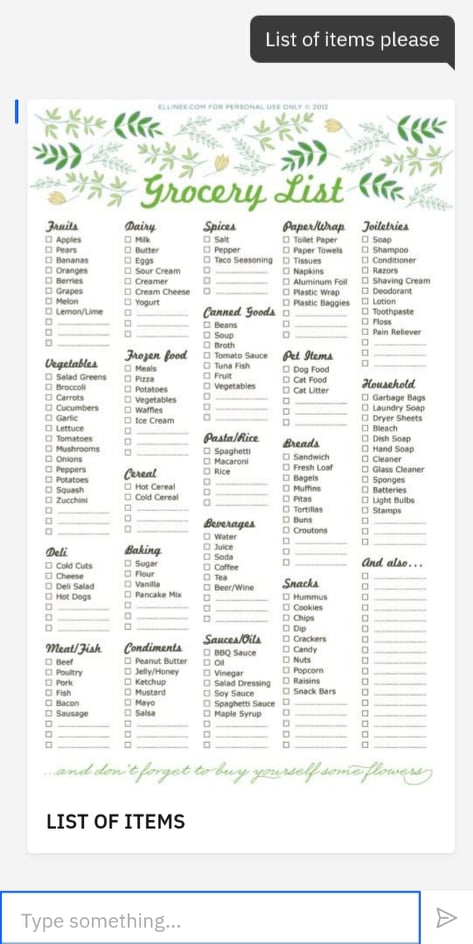 List of items please
ELLINEE.COM FOR PERSONAL USE ONLY © 2012
Grocery List
Fruits
Apples
Pears
Bananas
Oranges
Berries
Grapes
Melon
Lemon/Lime
Vegetables
Salad Greens
Broccoli
Carrots
Cucumbers
Garlic
Lettuce
Tomatoes
Mushrooms
Onions
Peppers
Potatoes
Squash
Zucchini
Deli
Cold Cuts
Cheese
Deli Salad
Hot Dogs
Meat/Fish
Beef
Poultry
Pork
Fish
Bacon
Sausage
Dairy
Milk
Butter
Eggs
Sour Cream
Creamer
Cream Cheese
Yogurt
Frozen food
Meals
Pizza
Potatoes
Vegetables
Waffles
Ice Cream
Cereal
Hot Cereal
Cold Cereal
Baking
Sugar
Flour
Vanilla
Pancake Mix
Condiments
Peanut Butter
Jelly/Honey
Ketchup
Mustard
Mayo
Salsa
Spices
Salt
Pepper
Taco Seasoning
Canned Goods
Beans
Soup
Broth
Tomato Sauce
Tuna Fish
Fruit
Vegetables
Pasta/Rice
Spaghetti
Macaroni
Rice
Beverages
Water
Juice
Soda
Coffee
Tea
Beer/Wine
Sauces/Oils
BBQ Sauce
Oil
Vinegar
Salad Dressing
Soy Sauce
Spaghetti Sauce
Maple Syrup
Paper/Wrap
Toilet Paper
Paper Towels
Tissues
Napkins
Aluminum Foil
Plastic Wrap
Plastic Baggies
Pet Items
Dog Food
Cat Food
Cat Litter
Breads
Sandwich
Fresh Loaf
Bagels
Muffins
Pitas
Tortillas
Buns
Croutons
Snacks
Hummus
Cookies
Chips
Dip
Crackers
Candy
Nuts
Popcorn
Raisins
Snack Bars
Toiletries
Soap
Shampoo
Conditioner
Razors
Shaving Cream
Deodorant
Lotion
Toothpaste
Floss
Pain Reliever
Household
Garbage Bags
Laundry Soap
Dryer Sheets
Bleach
Dish Soap
Hand Soap
Cleaner
Glass Cleaner
Sponges
Batteries
Light Bulbs
Stamps
And also...
...and don't forget to buy yourself some flowers
LIST OF ITEMS
Type something...